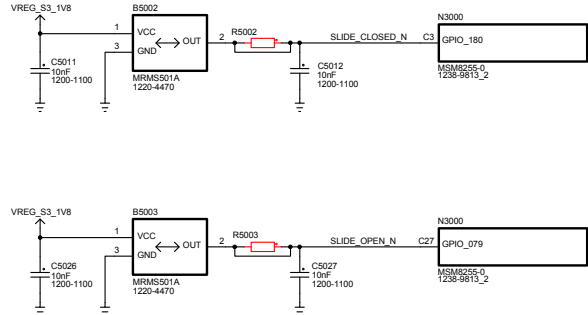 VREG_S3_1V8
B5002
1
VCC
OUT
2
3
GND
R5002
SLIDE_CLOSED_N
C3
N3000
GPIO_180
C5011
10nF
1200-1100
MRMS501A
1220-4470
C5012
10nF
1200-1100
MSM8255-0
1238-9813_2
VREG_S3_1V8
B5003
1
VCC
OUT
2
3
GND
R5003
SLIDE_OPEN_N
C27
N3000
GPIO_079
C5026
10nF
1200-1100
MRMS501A
1220-4470
C5027
10nF
1200-1100
MSM8255-0
1238-9813_2